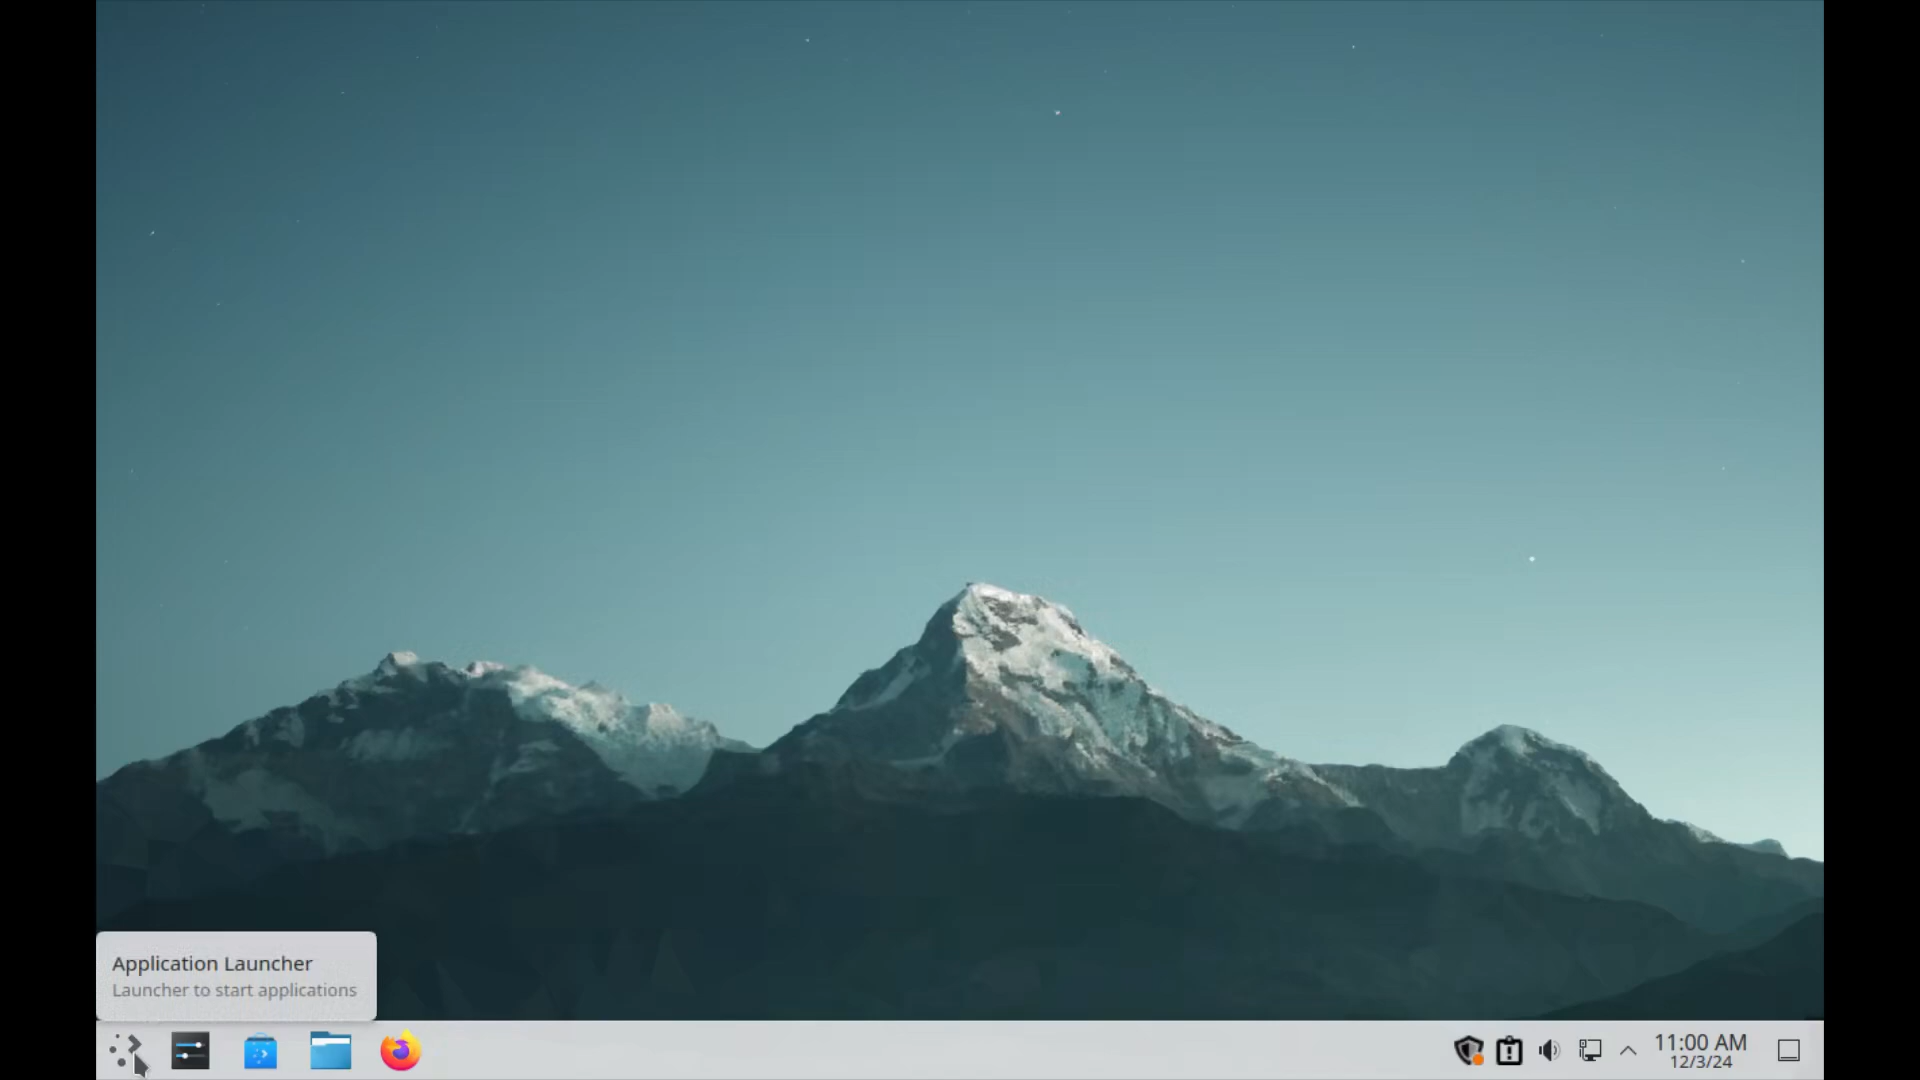 Application Launcher
Launcher to start applications
11:00 AM
12/3/24